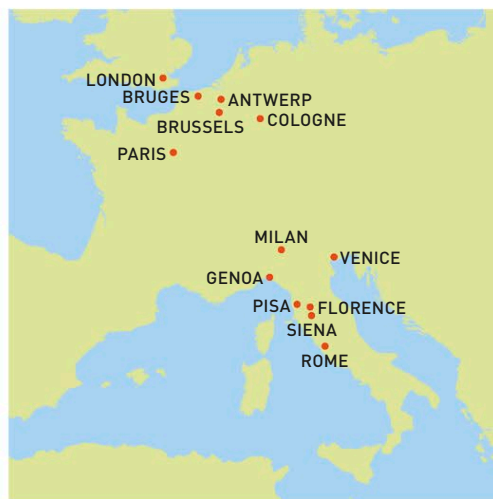 LONDON
BRUGES
ANTWERP
BRUSSELS
COLOGNE
PARIS
MILAN
VENICE
GENOA
PISA
FLORENCE
SIENA
ROME